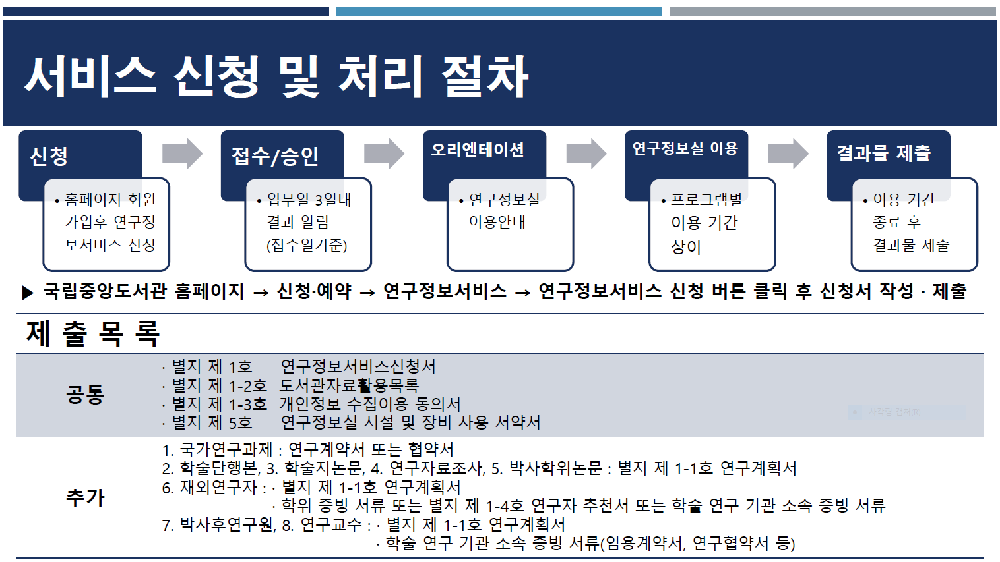 서비스 신청 및 처리 절차
신청
• 홈페이지 회원
가입후 연구정
보서비스 신청
접수/승인
• 업무일 3일내
결과 알림
(접수일기준)
오리엔테이션
• 연구정보실
이용안내
연구정보실 이용
• 프로그램별
이용 기간
상이
결과물 제출
• 이용 기간
종료 후
결과물 제출
▶ 국립중앙도서관 홈페이지 → 신청·예약 → 연구정보서비스 → 연구정보서비스 신청 버튼 클릭 후 신청서 작성 · 제출
제 출 목 록
공통
· 별지 제 1호 연구정보서비스신청서
· 별지 제 1-2호 도서관자료활용목록
· 별지 제 1-3호 개인정보 수집이용 동의서
· 별지 제 5호 연구정보실 시설 및 장비 사용 서약서
사각형 캡처(R)
추가
1. 국가연구과제 : 연구계약서 또는 협약서
2. 학술단행본, 3. 학술지논문, 4. 연구자료조사, 5. 박사학위논문 : 별지 제 1-1호 연구계획서
6. 재외연구자 : · 별지 제 1-1호 연구계획서
· 학위 증빙 서류 또는 별지 제 1-4호 연구자 추천서 또는 학술 연구 기관 소속 증빙 서류
7. 박사후연구원, 8. 연구교수 : · 별지 제 1-1호 연구계획서
· 학술 연구 기관 소속 증빙 서류(임용계약서, 연구협약서 등)